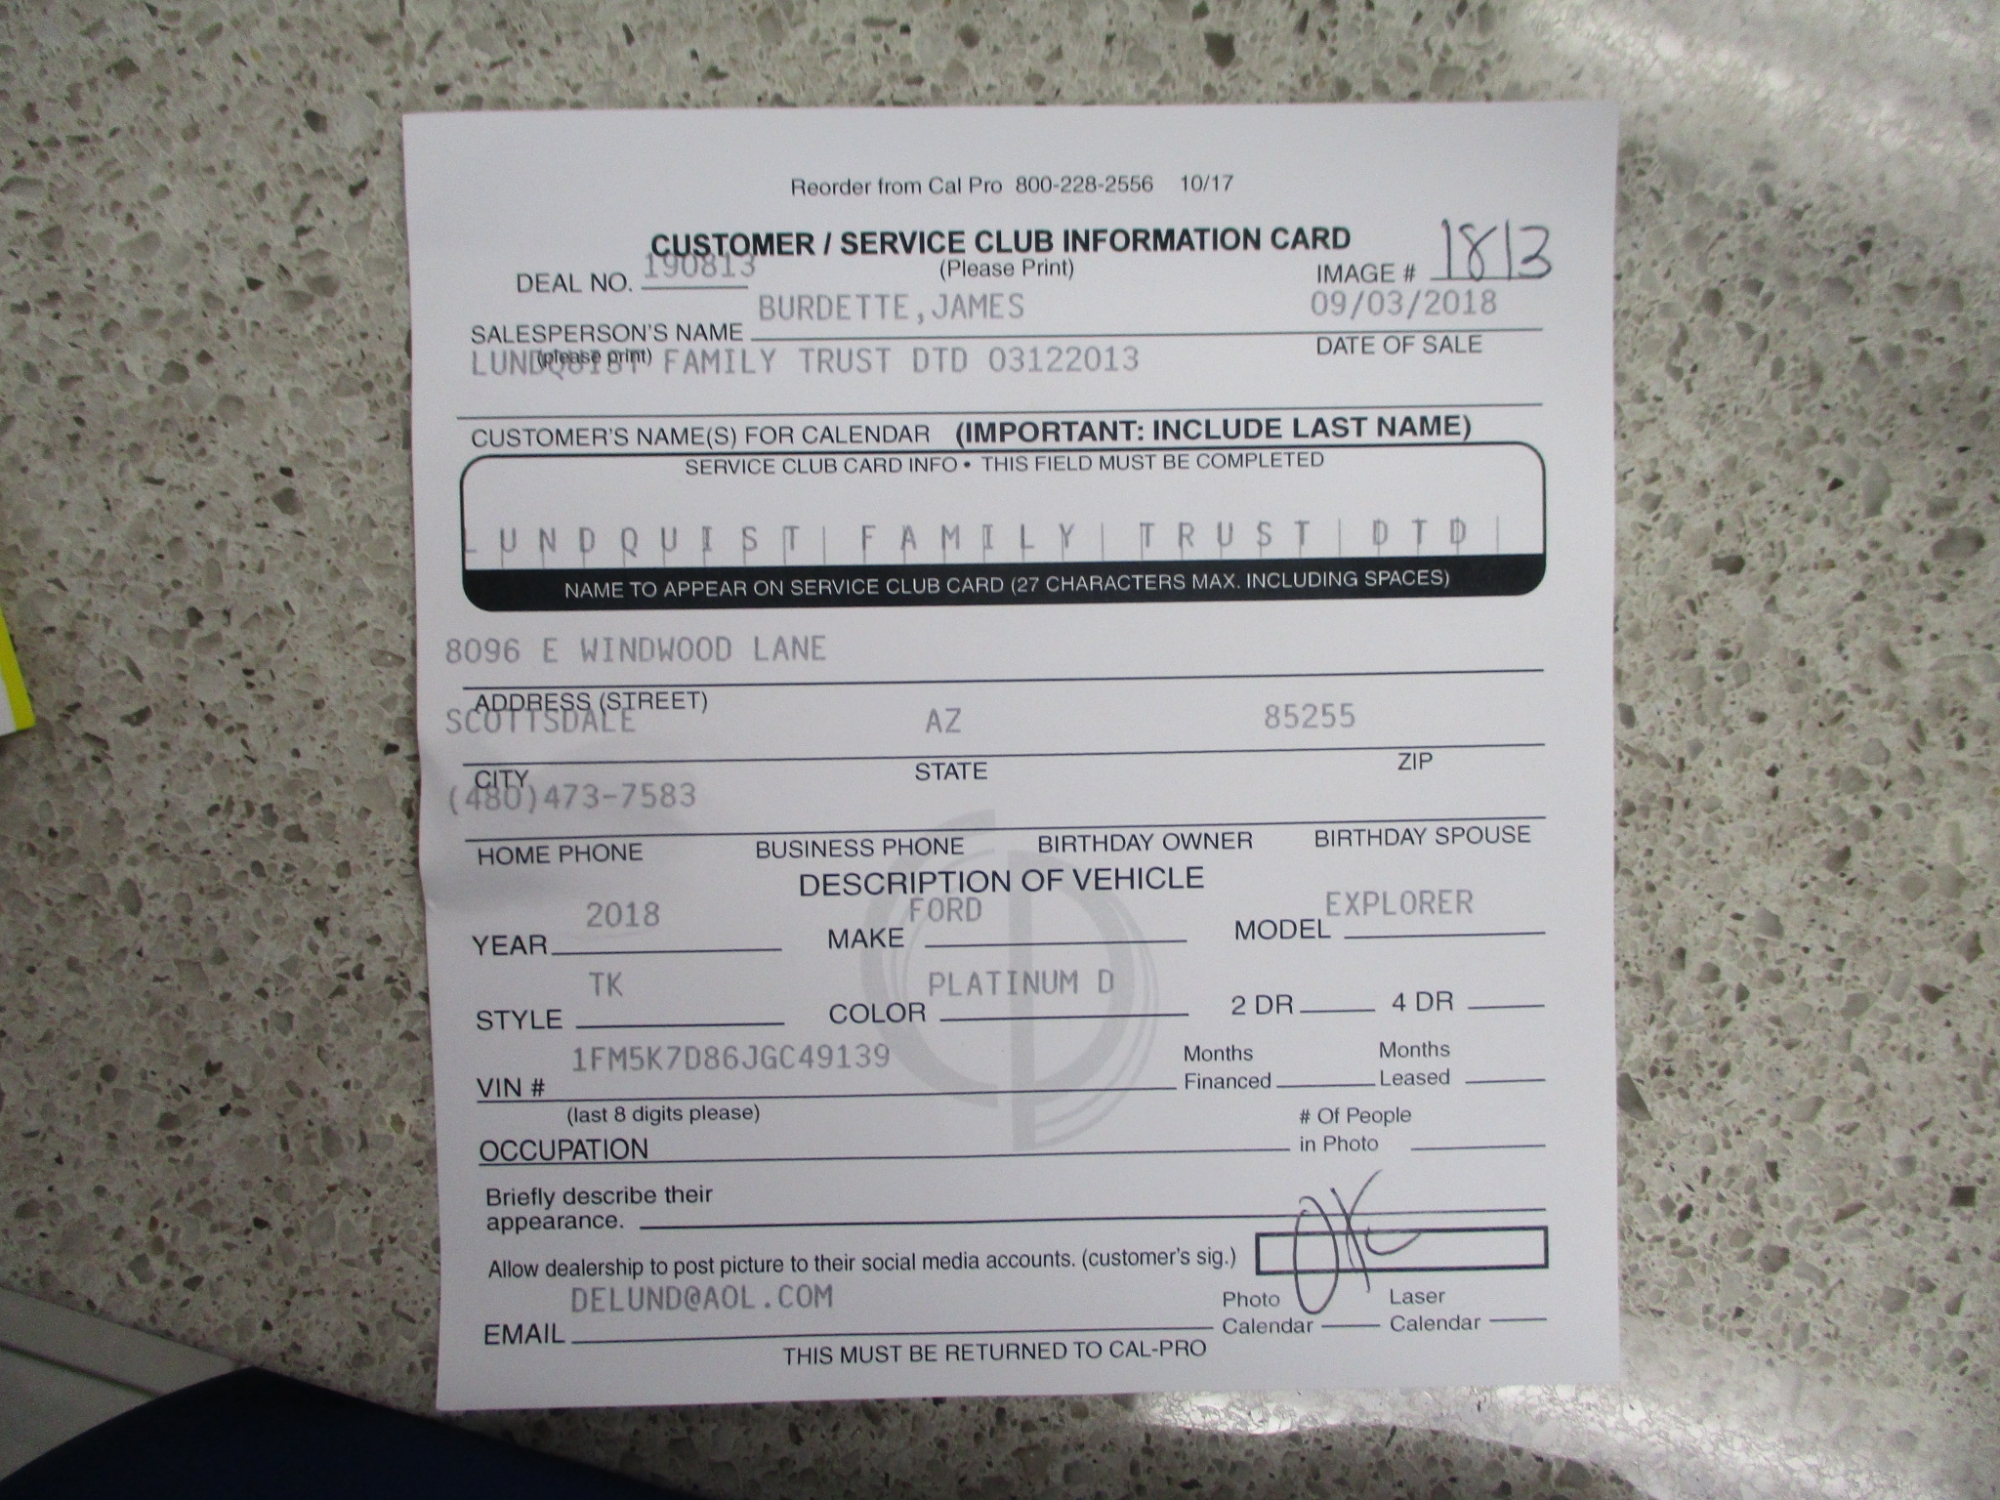 Reorder from Cal Pro 800-228-2556 10/17
CUSTOMER / SERVICE CLUB INFORMATION CARD
(Please Print)
DEAL NO. 190813
IMAGE # 1813
BURDETTE,JAMES 09/03/2018
SALESPERSON'S NAME
(please print)
DATE OF SALE
LUNDQUIST FAMILY TRUST DTD 03122013
CUSTOMER'S NAME(S) FOR CALENDAR (IMPORTANT: INCLUDE LAST NAME)
SERVICE CLUB CARD INFO • THIS FIELD MUST BE COMPLETED
LUNDQUIST FAMILY TRUST DTD
NAME TO APPEAR ON SERVICE CLUB CARD (27 CHARACTERS MAX. INCLUDING SPACES)
8096 E WINDWOOD LANE
ADDRESS (STREET)
SCOTTSDALE AZ 85255
CITY STATE ZIP
(480)473-7583
HOME PHONE BUSINESS PHONE BIRTHDAY OWNER BIRTHDAY SPOUSE
DESCRIPTION OF VEHICLE
YEAR 2018 MAKE FORD MODEL EXPLORER
STYLE TK COLOR PLATINUM D 2 DR 4 DR
VIN # 1FM5K7D86JGC49139 Months Financed Months Leased
(last 8 digits please)
OCCUPATION # Of People in Photo
Briefly describe their
appearance.
Allow dealership to post picture to their social media accounts. (customer's sig.)
EMAIL DELUND@AOL.COM Photo Calendar Laser Calendar
THIS MUST BE RETURNED TO CAL-PRO